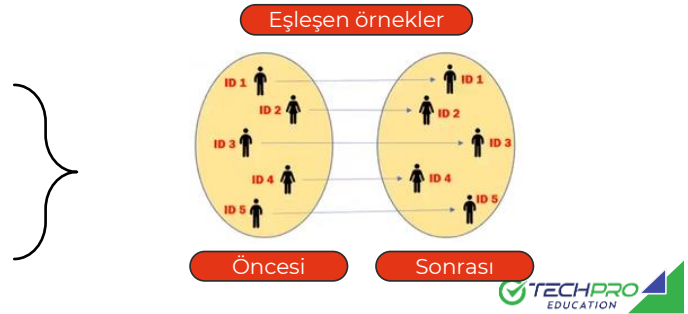 Eşleşen örnekler
ID 1
ID 1
ID 2
ID 2
ID 3
ID 3
ID 4
ID 4
ID 5
ID 5
Öncesi
Sonrası
TECHPRO
EDUCATION